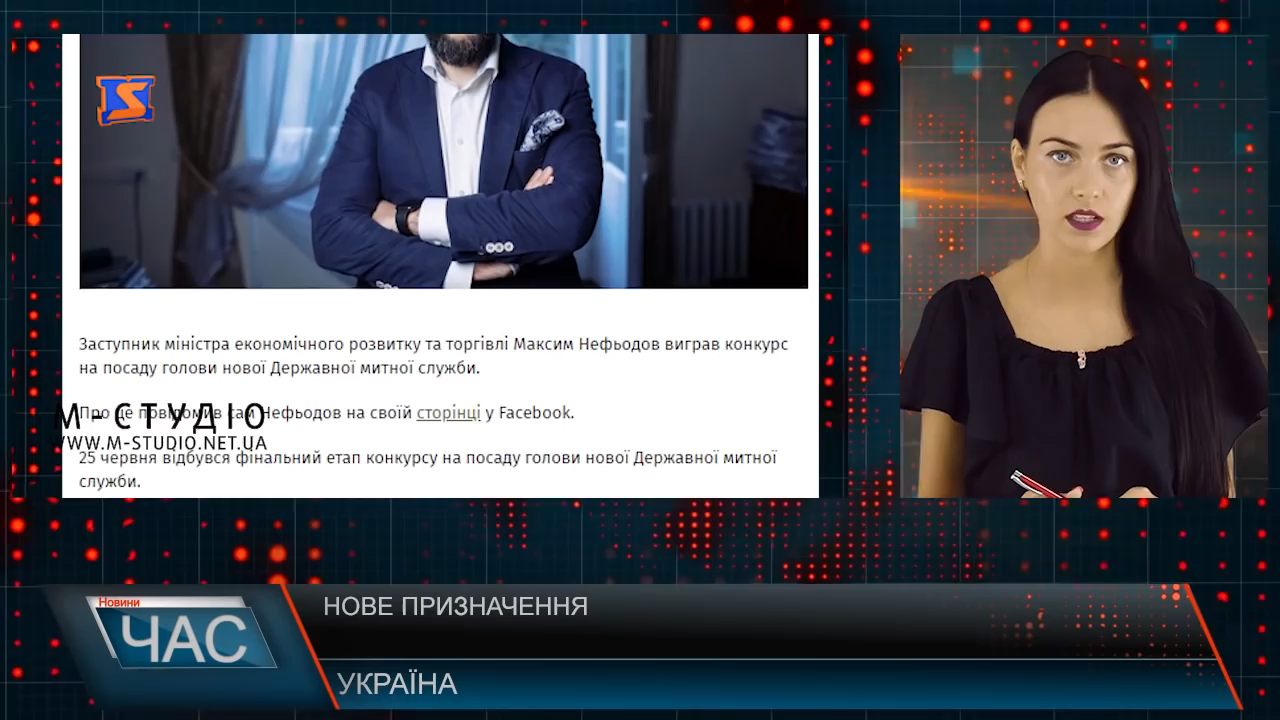 Заступник міністра економічного розвитку та торгівлі Максим Нефьодов виграв конкурс
на посаду голови нової Державної митної служби.
Про це повідомив сам Нефьодов на своїй сторінці у Facebook.
М-СТУДІО
WWW.M-STUDIO.NET.UA
25 червня відбувся фінальний етап конкурсу на посаду голови нової Державної митної
служби.
Новини
ЧАС
НОВЕ ПРИЗНАЧЕННЯ
УКРАЇНА